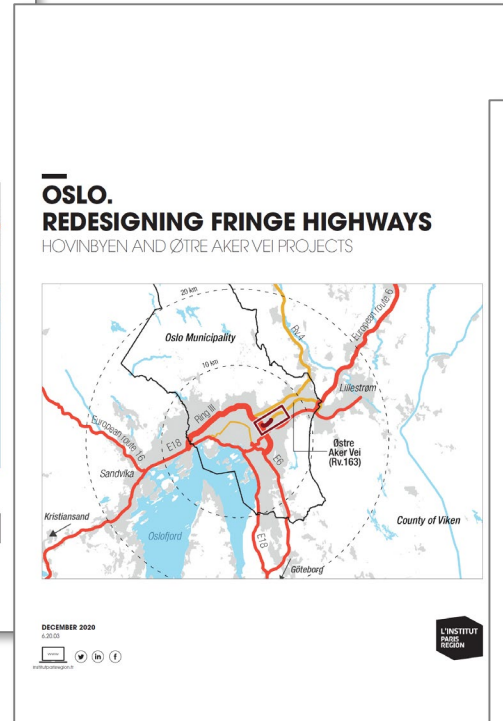 OSLO.
REDESIGNING FRINGE HIGHWAYS
HOVINBYEN AND ØTRE AKER VEI PROJECTS
20 km
Rv.4
European route 6
Oslo Municipality
10 km
Lillestrøm
Ring III
European route 16
E18
Østre
Aker Vei
(Rv.163)
E6
Sandvika
Kristiansand
Oslofjord
County of Viken
E18
Göteborg
DECEMBER 2020
6.20.03
L'INSTITUT
PARIS
REGION
institutparisregion.fr